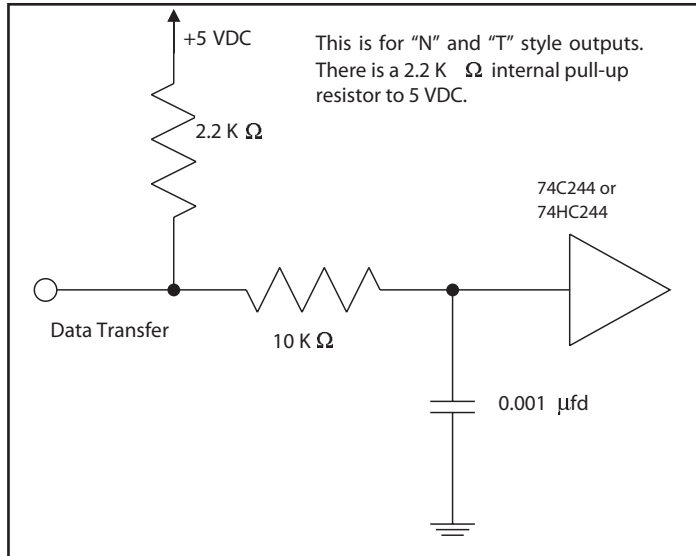 +5 VDC
This is for “N” and “T” style outputs.
There is a 2.2 K Ω internal pull-up
resistor to 5 VDC.
2.2 K Ω
74C244 or
74HC244
Data Transfer
10 K Ω
0.001 µfd